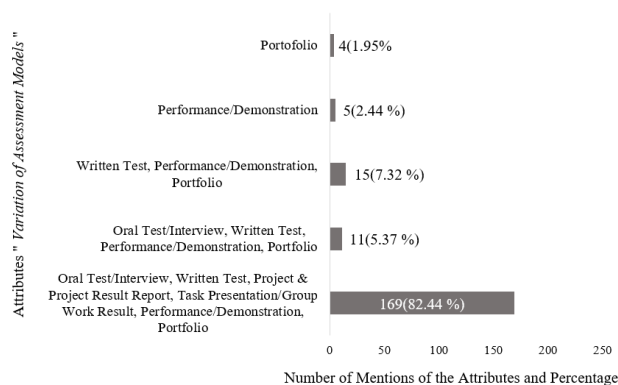 Attributes " Variation of Assessment Models "
Portofolio
4(1.95%
Performance/Demonstration
5(2.44 %)
Written Test, Performance/Demonstration,
Portfolio
15(7.32 %)
Oral Test/Interview, Written Test,
Performance/Demonstration, Portfolio
11(5.37 %)
Oral Test/Interview, Written Test, Project &
Project Result Report, Task Presentation/Group
Work Result, Performance/Demonstration,
Portfolio
169(82.44 %)
0 50 100 150 200 250
Number of Mentions of the Attributes and Percentage